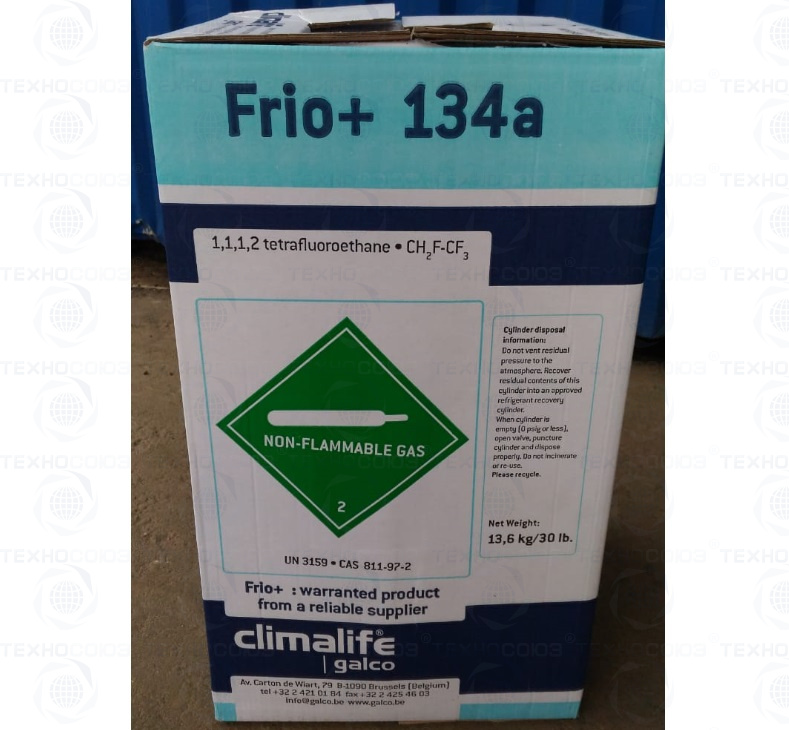 Frio+ 134a
1,1,1,2 tetrafluoroethane • CH₂F-CF₃
NON-FLAMMABLE GAS
2
UN 3159 • CAS 811-97-2
Cylinder disposal
information:
Do not vent residual
pressure to the
atmosphere. Recover
residual contents of this
cylinder into an approved
refrigerant recovery
cylinder.
When cylinder is
empty (0 psig or less),
open valve, puncture
cylinder and dispose
properly. Do not incinerate
or re-use.
Please recycle.
Net Weight:
13,6 kg/30 lb.
Frio+ : warranted product
from a reliable supplier
climalife®
| galco
Av. Carton de Wiart, 79 B-1090 Brussels (Belgium)
tel +32 2 421 01 84 fax +32 2 425 46 03
info@galco.be www.galco.be
ТЕХНОСОЮЗ